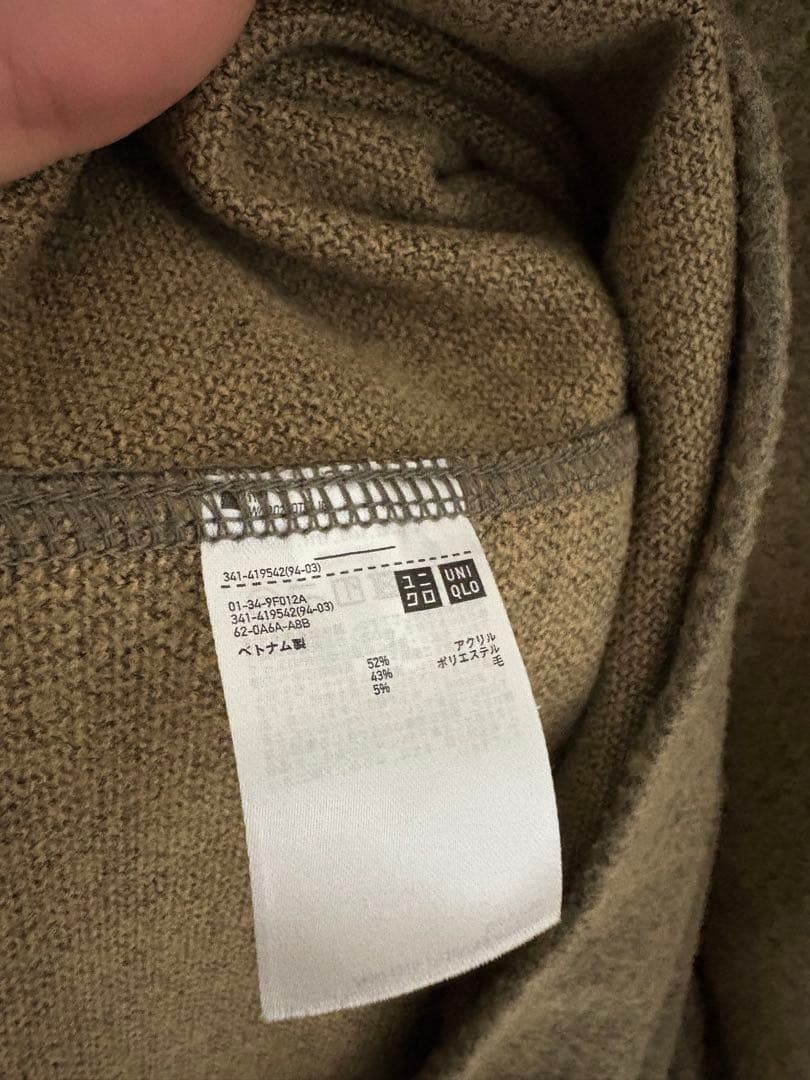 341-419542(94-03)
ユニ
クロ
UNI
QLO
01-34-9F012A
341-419542(94-03)
62-0A6A-A8B
ベトナム製
52% アクリル
43% ポリエステル
5% 毛